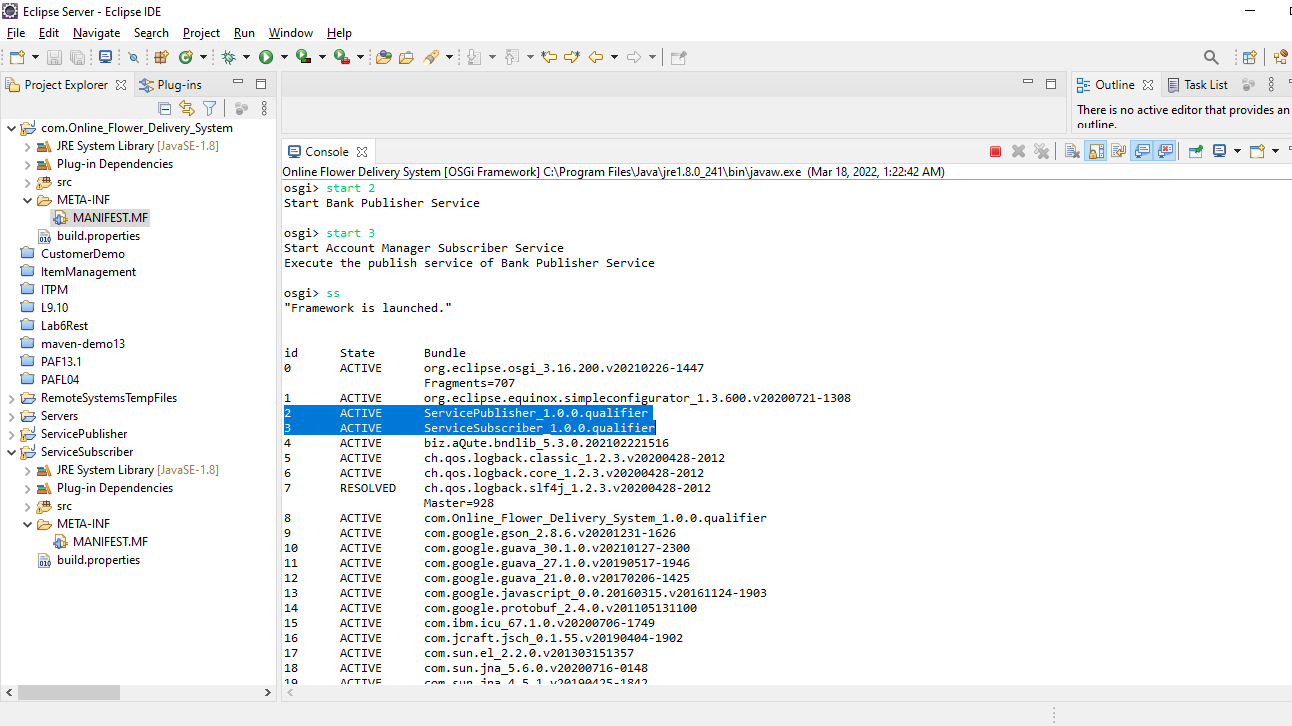 Eclipse Server - Eclipse IDE
File Edit Navigate Search Project Run Window Help
Project Explorer Plug-ins
com.Online_Flower_Delivery_System
JRE System Library [JavaSE-1.8]
Plug-in Dependencies
src
META-INF
MANIFEST.MF
build.properties
CustomerDemo
ItemManagement
ITPM
L9.10
Lab6Rest
maven-demo13
PAF13.1
PAFL04
RemoteSystemsTempFiles
Servers
ServicePublisher
ServiceSubscriber
JRE System Library [JavaSE-1.8]
Plug-in Dependencies
src
META-INF
MANIFEST.MF
build.properties
Outline Task List
There is no active editor that provides an
outline.
Console
Online Flower Delivery System [OSGi Framework] C:\Program Files\Java\jre1.8.0_241\bin\javaw.exe (Mar 18, 2022, 1:22:42 AM)
osgi> start 2
Start Bank Publisher Service
osgi> start 3
Start Account Manager Subscriber Service
Execute the publish service of Bank Publisher Service
osgi> ss
"Framework is launched."
id State Bundle
0 ACTIVE org.eclipse.osgi_3.16.200.v20210226-1447
Fragments=707
1 ACTIVE org.eclipse.equinox.simpleconfigurator_1.3.600.v20200721-1308
2 ACTIVE ServicePublisher_1.0.0.qualifier
3 ACTIVE ServiceSubscriber_1.0.0.qualifier
4 ACTIVE biz.aQute.bndlib_5.3.0.202102221516
5 ACTIVE ch.qos.logback.classic_1.2.3.v20200428-2012
6 ACTIVE ch.qos.logback.core_1.2.3.v20200428-2012
7 RESOLVED ch.qos.logback.slf4j_1.2.3.v20200428-2012
Master=928
8 ACTIVE com.Online_Flower_Delivery_System_1.0.0.qualifier
9 ACTIVE com.google.gson_2.8.6.v20201231-1626
10 ACTIVE com.google.guava_30.1.0.v20210127-2300
11 ACTIVE com.google.guava_27.1.0.v20190517-1946
12 ACTIVE com.google.guava_21.0.0.v20170206-1425
13 ACTIVE com.google.javascript_0.0.20160315.v20161124-1903
14 ACTIVE com.google.protobuf_2.4.0.v201105131100
15 ACTIVE com.ibm.icu_67.1.0.v20200706-1749
16 ACTIVE com.jcraft.jsch_0.1.55.v20190404-1902
17 ACTIVE com.sun.el_2.2.0.v201303151357
18 ACTIVE com.sun.jna_5.6.0.v20200716-0148
19 ACTIVE com.sun.jna_4.5.1.v20190425-1842